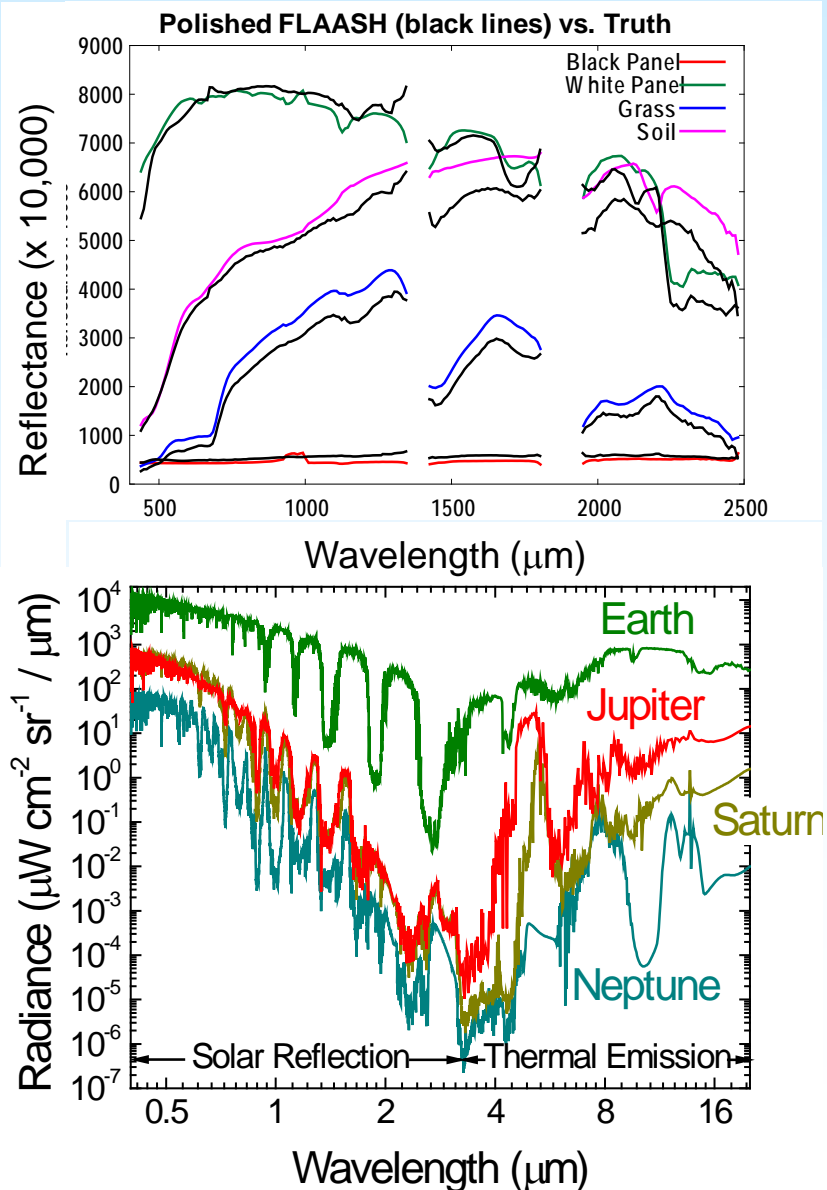 Polished FLAASH (black lines) vs. Truth
9000
8000
7000
6000
5000
4000
3000
2000
1000
0
Reflectance (x 10,000)
Black Panel
White Panel
Grass
Soil
500 1000 1500 2000 2500
Wavelength (μm)
10⁴
10³
10²
10¹
10⁰
10⁻¹
10⁻²
10⁻³
10⁻⁴
10⁻⁵
10⁻⁶
10⁻⁷
Radiance (μW cm⁻² sr⁻¹ / μm)
Earth
Jupiter
Saturn
Neptune
Solar Reflection Thermal Emission
0.5 1 2 4 8 16
Wavelength (μm)